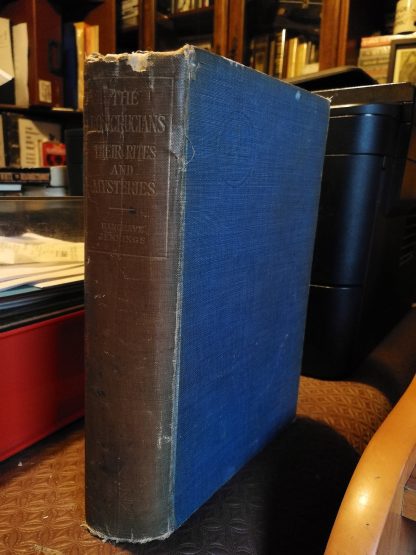 THE
ROSICRUCIANS
THEIR RITES
AND
MYSTERIES
HARGRAVE
JENNINGS